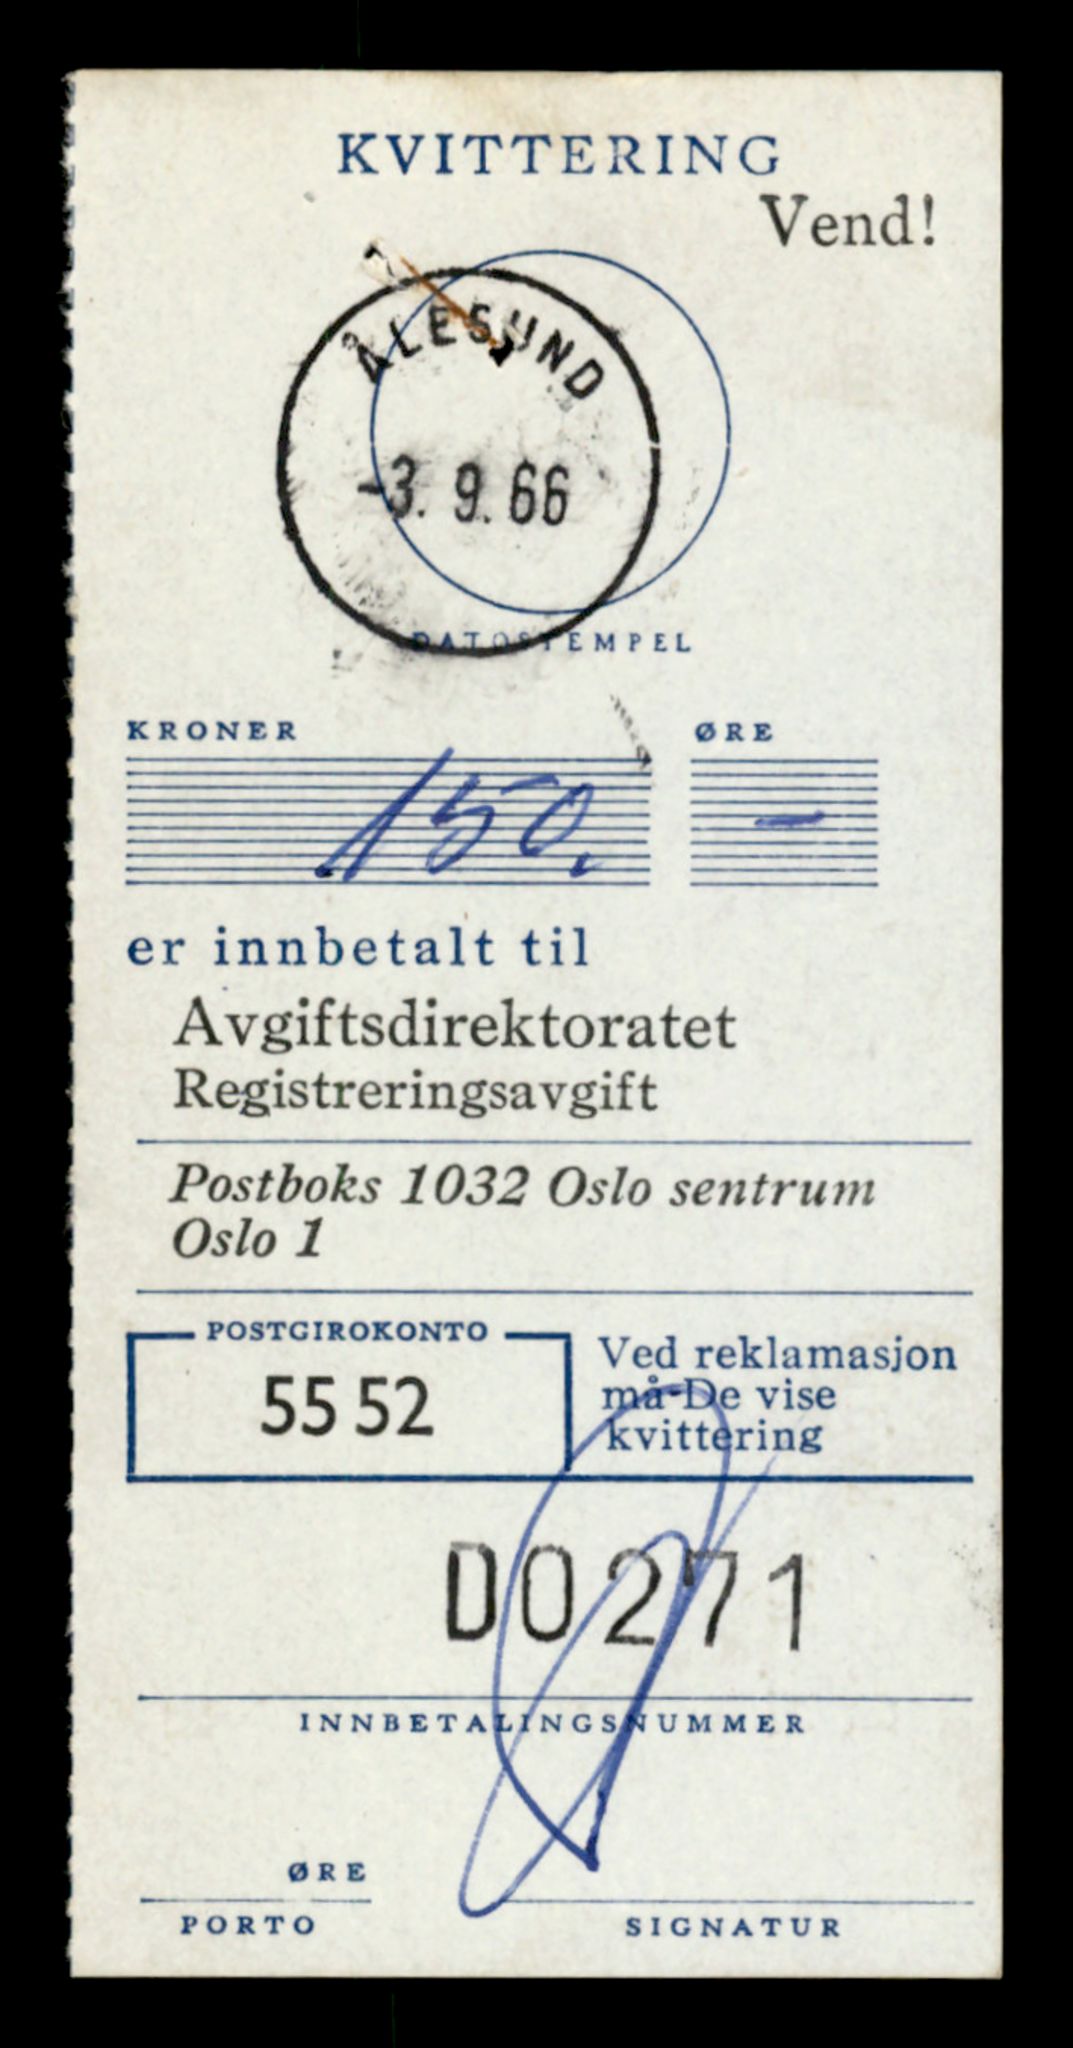 KVITTERING
Vend!
ÅLESUND
-3. 9. 66
DATOSTEMPEL
KRONER ØRE
150. -
er innbetalt til
Avgiftsdirektoratet
Registreringsavgift
Postboks 1032 Oslo sentrum
Oslo 1
POSTGIROKONTO
55 52
Ved reklamasjon
må De vise
kvittering
D0271
INNBETALINGSNUMMER
ØRE
PORTO SIGNATUR